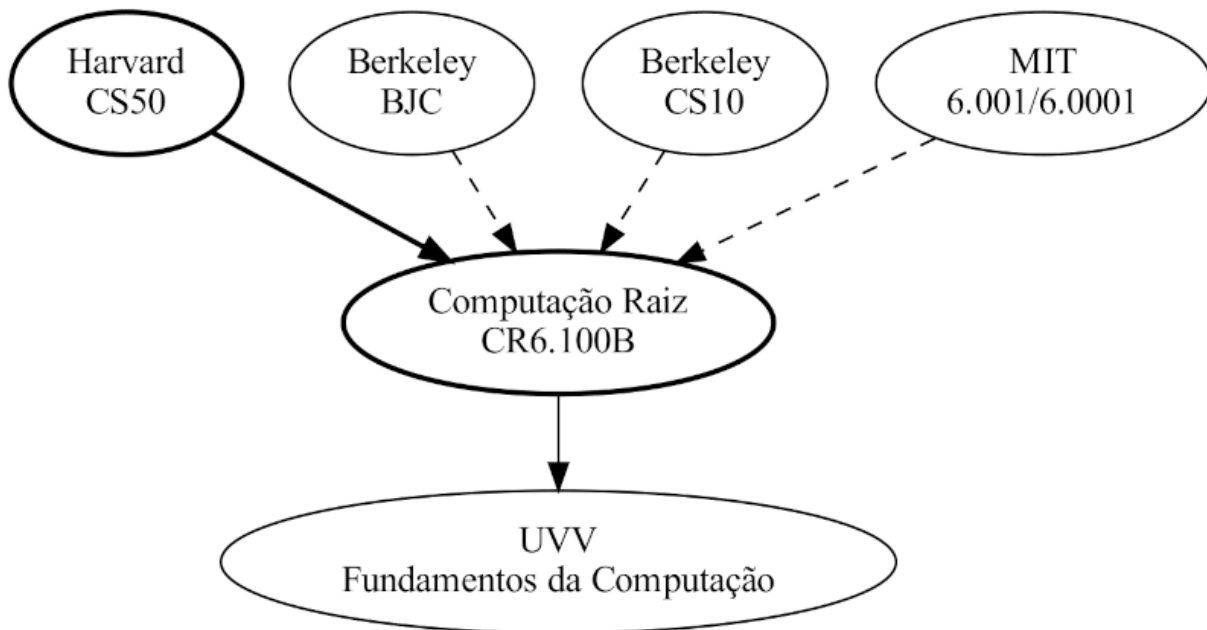 Harvard
CS50
Berkeley
BJC
Berkeley
CS10
MIT
6.001/6.0001
Computação Raiz
CR6.100B
UVV
Fundamentos da Computação